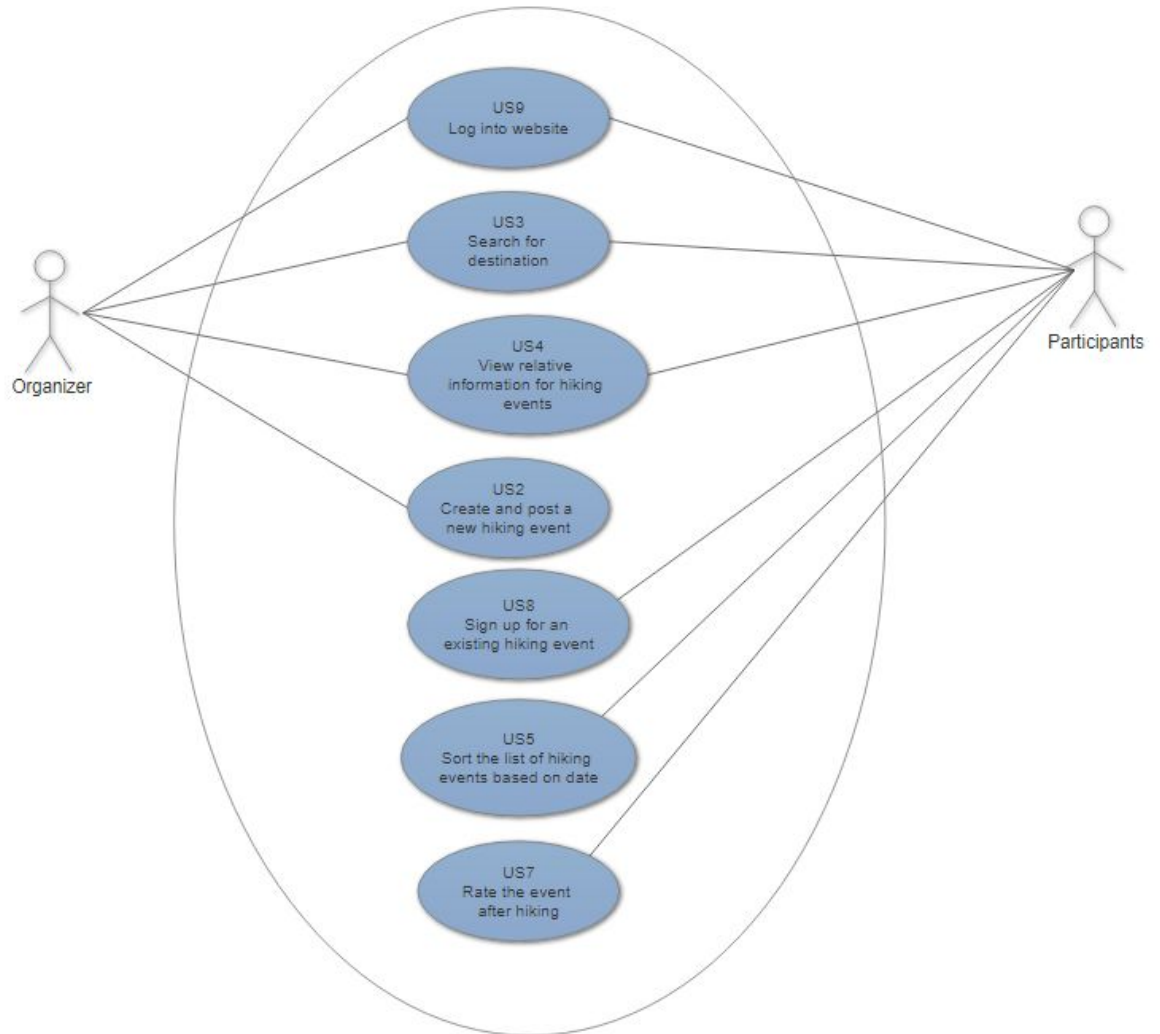 US9
Log into website
US3
Search for
destination
US4
View relative
information for hiking
events
Organizer
Participants
US2
Create and post a
new hiking event
US8
Sign up for an
existing hiking event
US5
Sort the list of hiking
events based on date
US7
Rate the event
after hiking